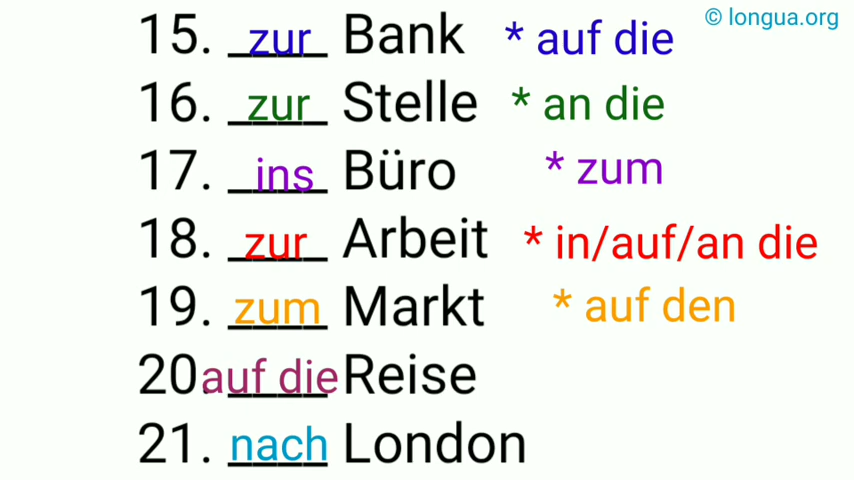 © longua.org
15. zur Bank * auf die
16. zur Stelle * an die
17. ins Büro * zum
18. zur Arbeit * in/auf/an die
19. zum Markt * auf den
20. auf die Reise
21. nach London